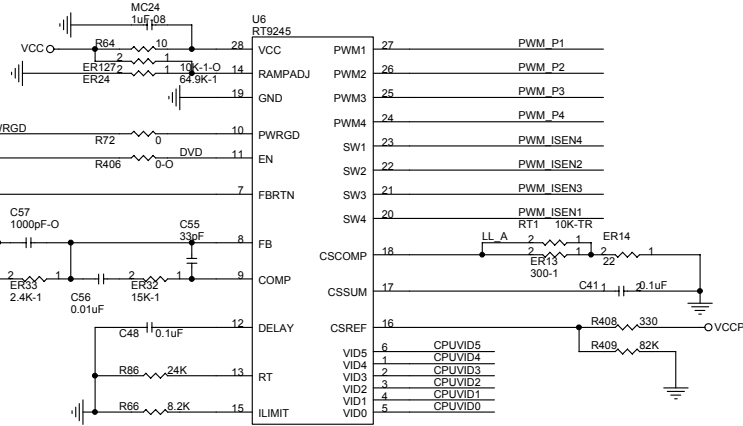 MC24
1uF-08
U6
RT9245
VCC R64 10 28 VCC PWM1 27 PWM_P1
2 1
ER127 2 1 10K-1-O 14 RAMPADJ PWM2 26 PWM_P2
ER24 64.9K-1
19 GND PWM3 25 PWM_P3
PWM4 24 PWM_P4
RGD 10 PWRGD
R72 0 SW1 23 PWM_ISEN4
DVD 11 EN
R406 0-O SW2 22 PWM_ISEN2
7 FBRTN SW3 21 PWM_ISEN3
SW4 20 PWM_ISEN1
C57
1000pF-O
C55
33pF
RT1 10K-TR
8 FB
LL_A 2 1 ER14
CSCOMP 18 2 1 2 1
ER13 22
300-1
2 1 2 1 9 COMP
ER33
2.4K-1
C56
0.01uF
ER32
15K-1
CSSUM 17 C41 1 2 0.1uF
12 DELAY CSREF 16 R408 330 VCCP
C48 0.1uF
R409 82K
VID5 6 CPUVID5
VID4 1 CPUVID4
R86 24K 13 RT VID3 2 CPUVID3
VID2 3 CPUVID2
VID1 4 CPUVID1
R66 8.2K 15 ILIMIT VID0 5 CPUVID0